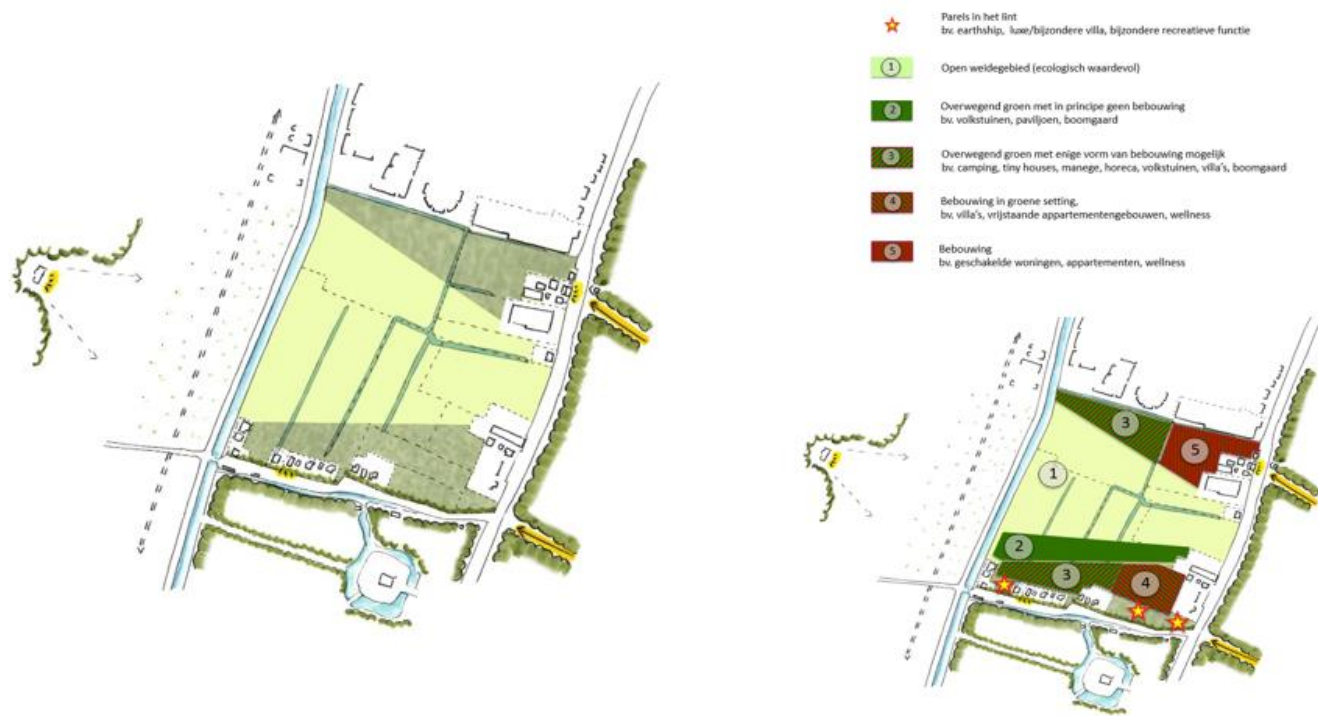 Parels in het lint
bv. earthship, luxe/bijzondere villa, bijzondere recreatieve functie
1
Open weidegebied (ecologisch waardevol)
2
Overwegend groen met in principe geen bebouwing
bv. volkstuinen, paviljoen, boomgaard
3
Overwegend groen met enige vorm van bebouwing mogelijk
bv. camping, tiny houses, manege, horeca, volkstuinen, villa's, boomgaard
4
Bebouwing in groene setting,
bv. villa's, vrijstaande appartementengebouwen, wellness
5
Bebouwing
bv. geschakelde woningen, appartementen, wellness
3
5
1
2
3
4